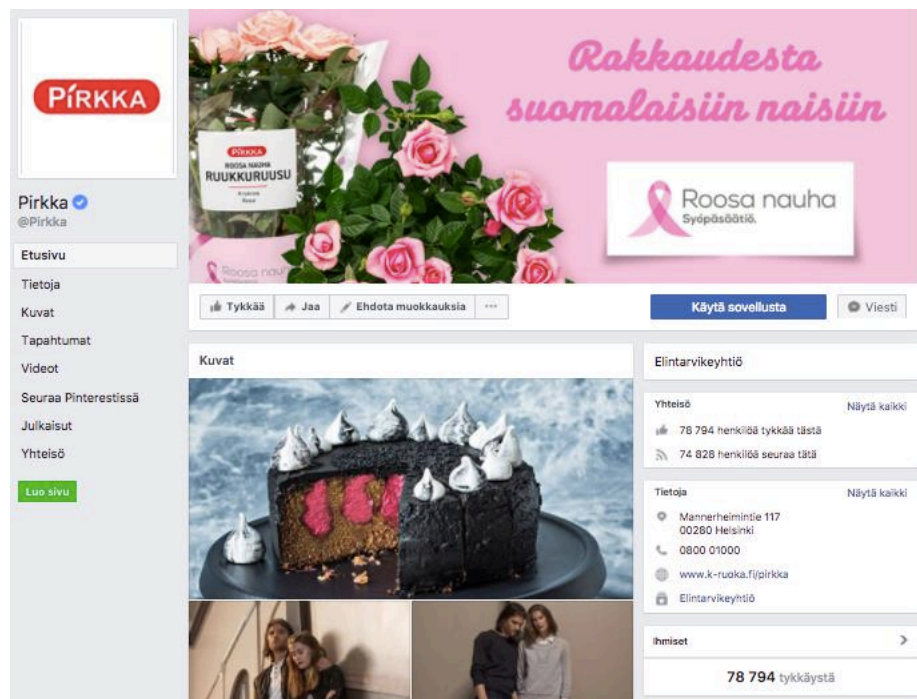 PIRKKA
Pirkka
@Pirkka
Etusivu
Tietoja
Kuvat
Tapahtumat
Videot
Seuraa Pinterestissä
Julkaisut
Yhteisö
Luo sivu
Rakkaudesta
suomalaisiin naisiin
PIRKKA
ROOSA NAUHA
RUUKKURUUSU
Roosa nauha
Roosa nauha
Syöpäsäätiö.
Tykkää
Jaa
Ehdota muokkauksia
...
Käytä sovellusta
Viesti
Kuvat
Elintarvikeyhtiö
Yhteisö
Näytä kaikki
78 794 henkilöä tykkää tästä
74 828 henkilöä seuraa tätä
Tietoja
Näytä kaikki
Mannerheimintie 117
00280 Helsinki
0800 01000
www.k-ruoka.fi/pirkka
Elintarvikeyhtiö
Ihmiset
78 794 tykkäystä